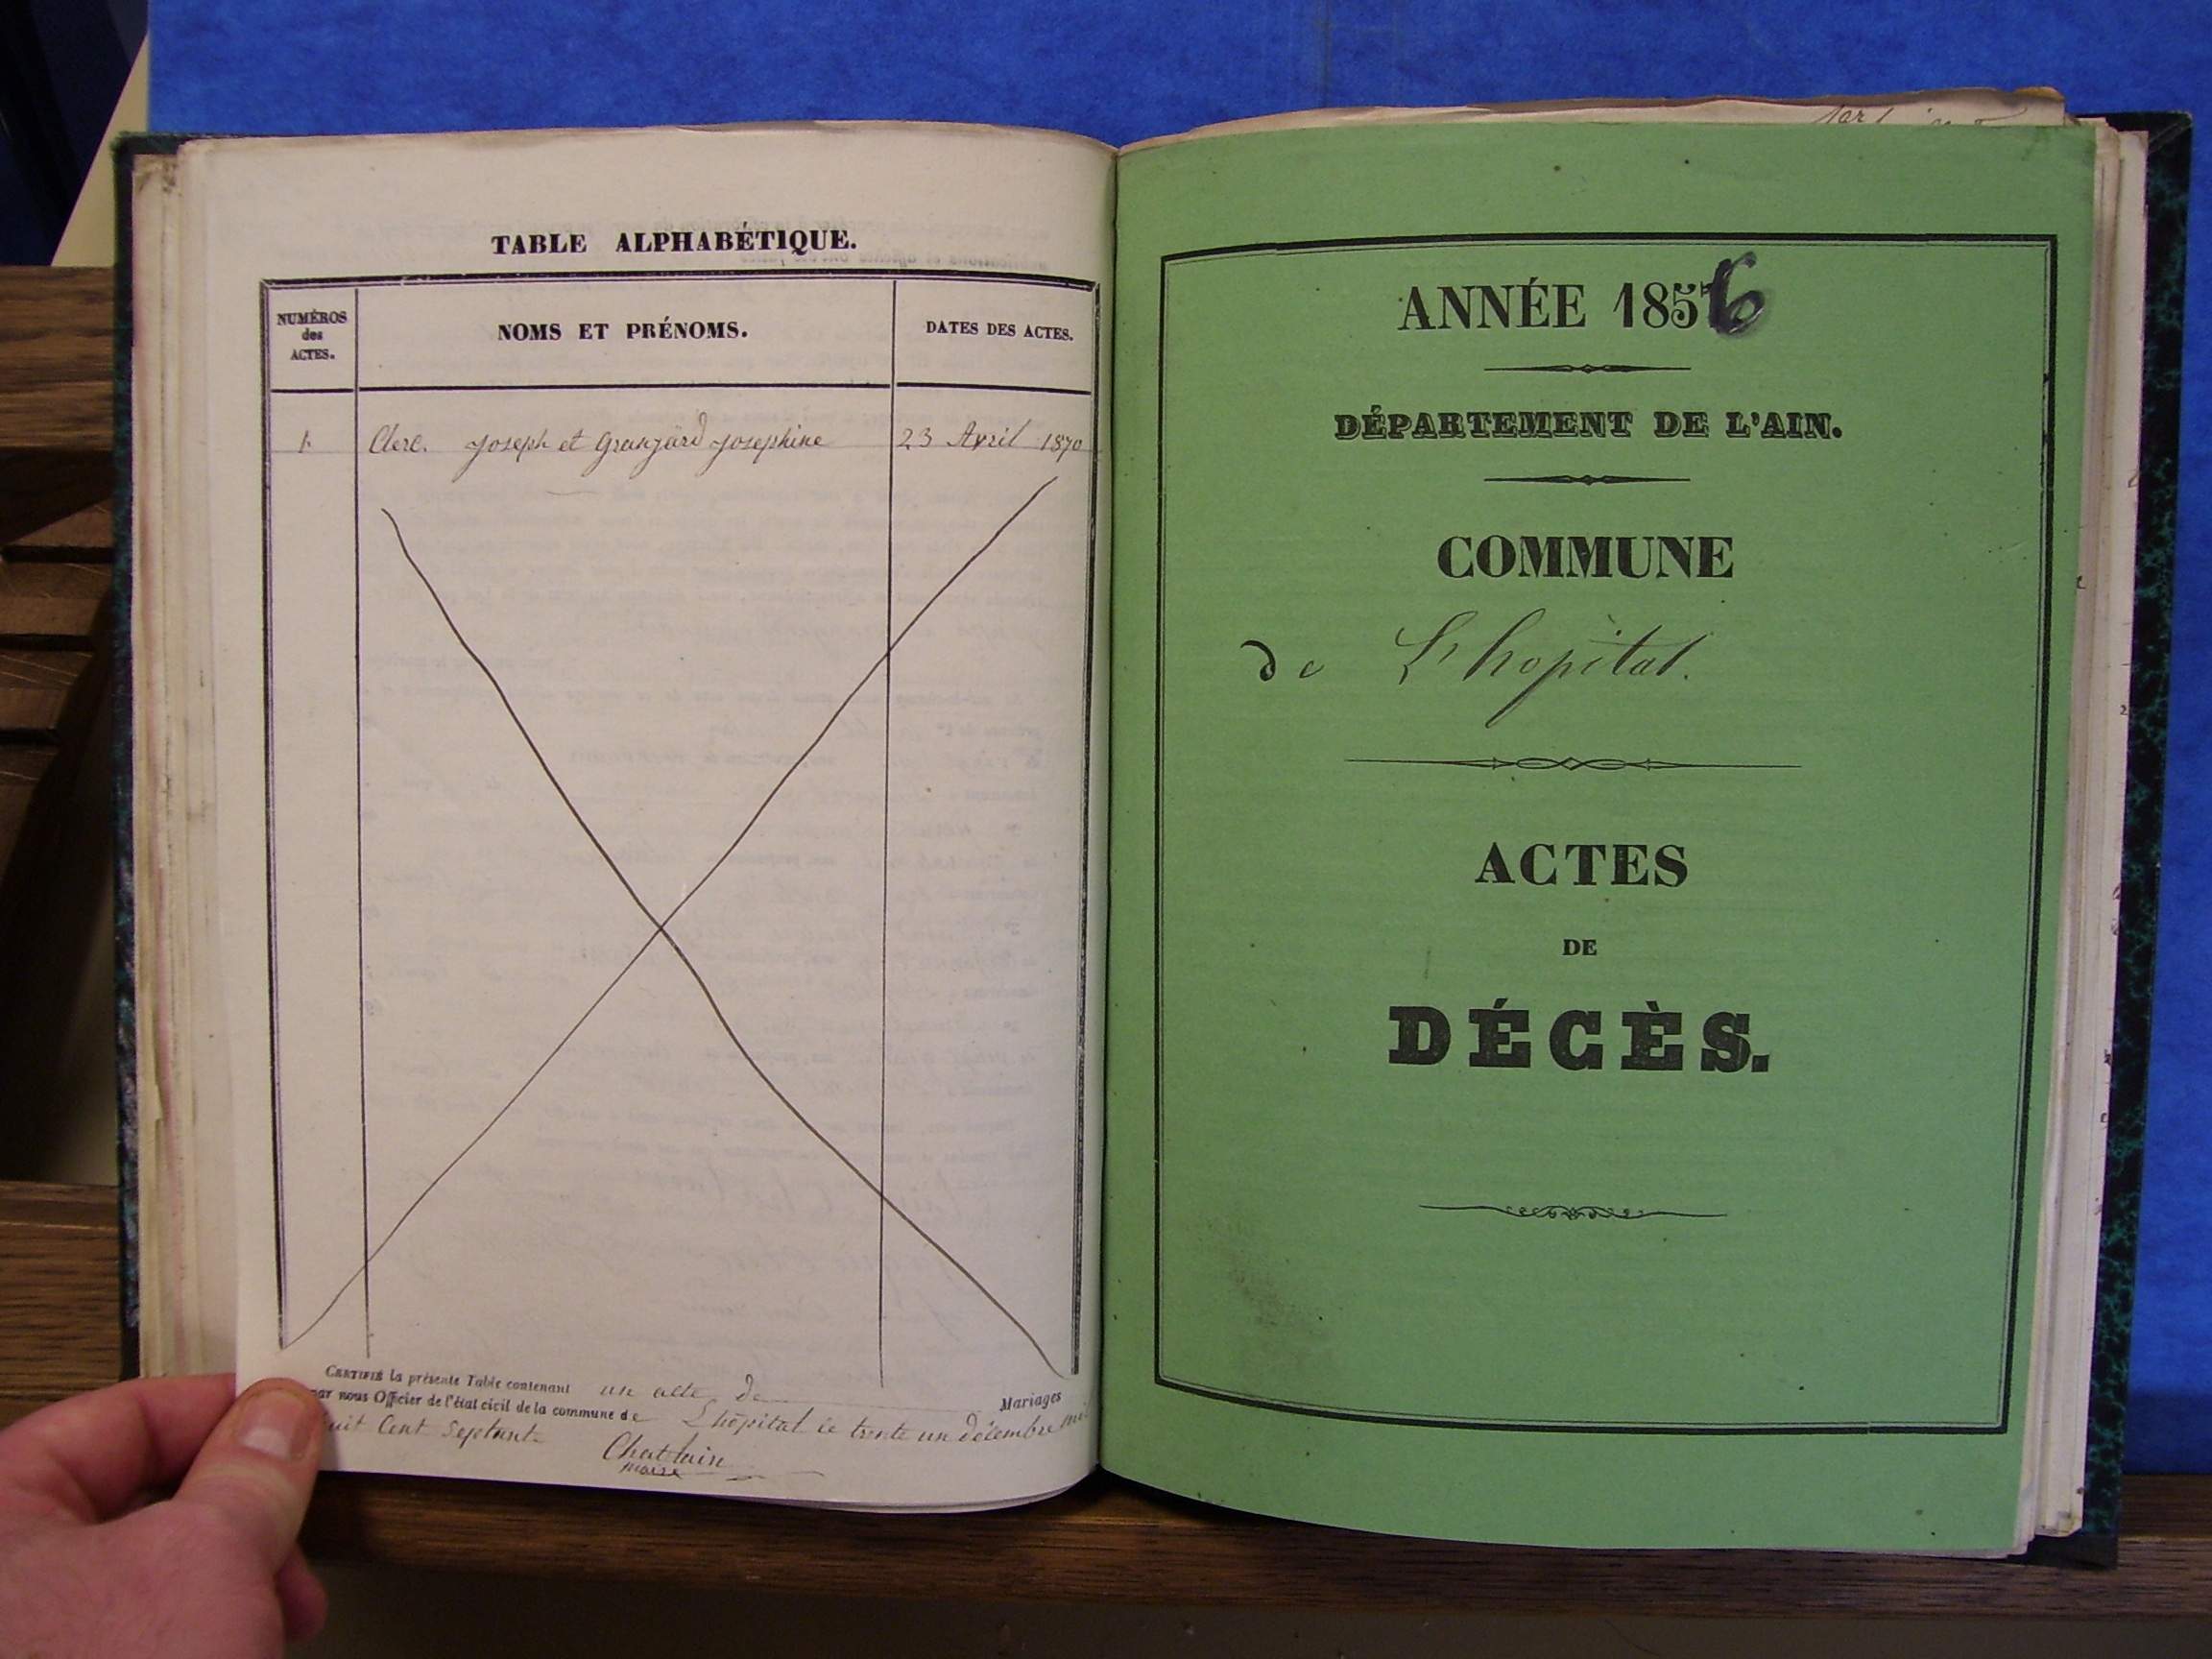 TABLE ALPHABÉTIQUE.
NUMÉROS
des
ACTES.
NOMS ET PRÉNOMS.
DATES DES ACTES.
1. Clerc. Joseph et Granjard Josephine 23 Avril 1870
CERTIFIÉ la présente Table contenant un acte de Mariages
par nous Officier de l'état civil de la commune de L'hopital le trente un décembre mil
huit Cent Septante
Chatelain
maire
ANNÉE 1856
DÉPARTEMENT DE L'AIN.
COMMUNE
de L'hopital.
ACTES
DE
DÉCÈS.